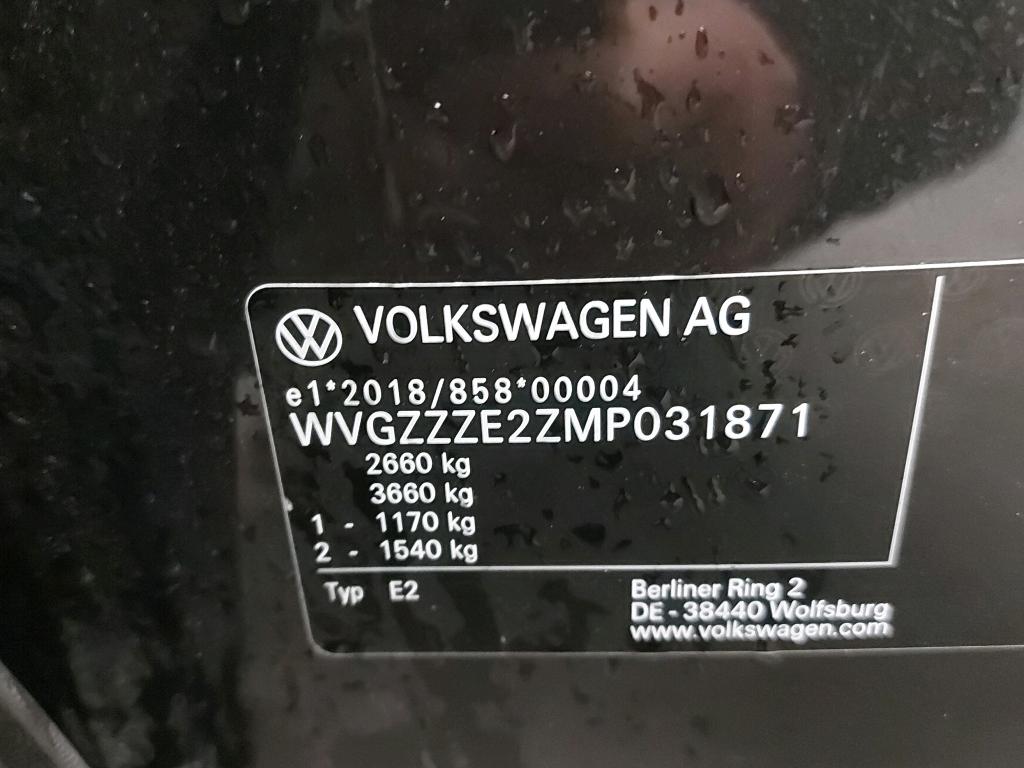 VOLKSWAGEN AG
e1*2018/858*00004
WVGZZZE2ZMP031871
2660 kg
3660 kg
1 - 1170 kg
2 - 1540 kg
Typ E2
Berliner Ring 2
DE - 38440 Wolfsburg
www.volkswagen.com